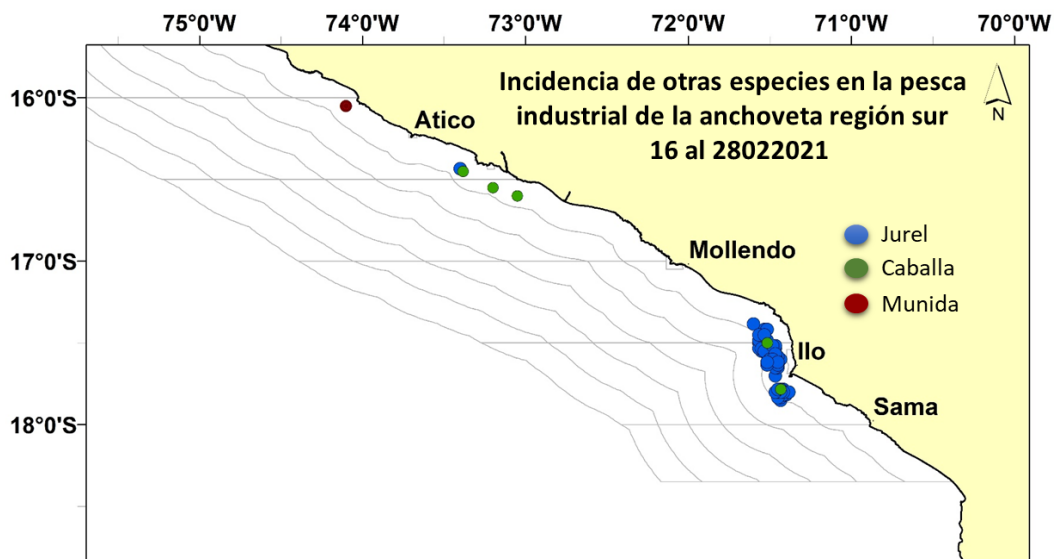 75°0'W 74°0'W 73°0'W 72°0'W 71°0'W 70°0'W
Incidencia de otras especies en la pesca
industrial de la anchoveta región sur
16 al 28022021
N
16°0'S
Atico
Mollendo
Jurel
Caballa
Munida
17°0'S
Ilo
Sama
18°0'S